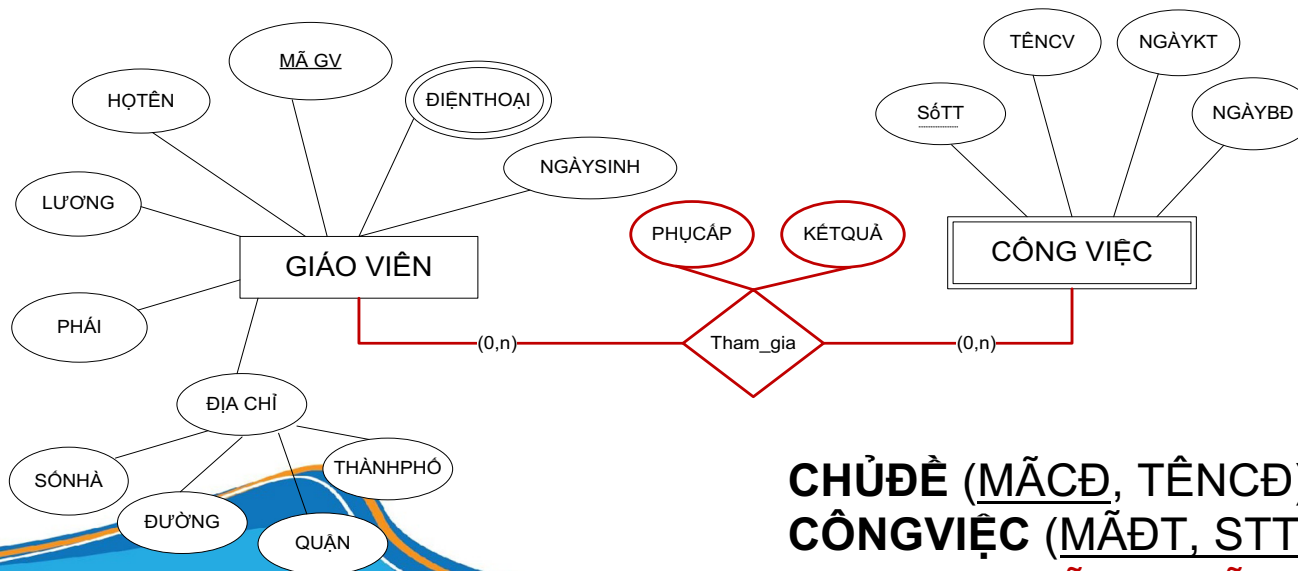 TÊNCV
NGÀYKT
MÃ GV
HỌTÊN
ĐIỆNTHOẠI
SốTT
NGÀYBĐ
NGÀYSINH
LƯƠNG
PHỤCẤP
KẾTQUẢ
GIÁO VIÊN
CÔNG VIỆC
PHÁI
(0,n)
Tham_gia
(0,n)
ĐỊA CHỈ
SỐNHÀ
THÀNHPHỐ
ĐƯỜNG
QUẬN
CHỦĐỀ (MÃCĐ, TÊNCĐ)
CÔNGVIỆC (MÃĐT, STT